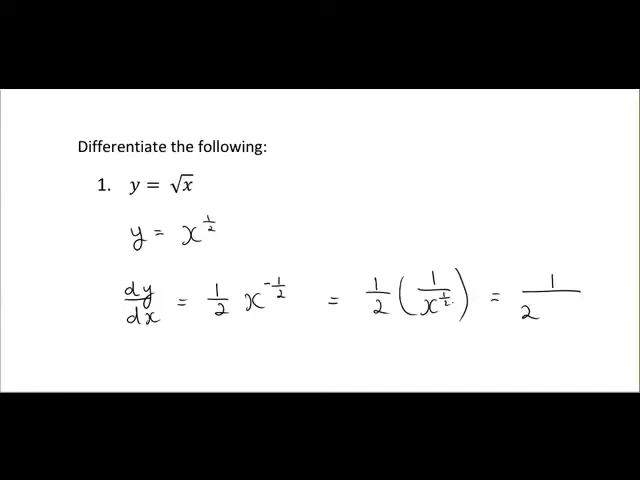 Differentiate the following:
1. y = √x
y = x^(1/2)
dy/dx = 1/2 x^(-1/2) = 1/2 (1/x^(1/2)) = 1/2